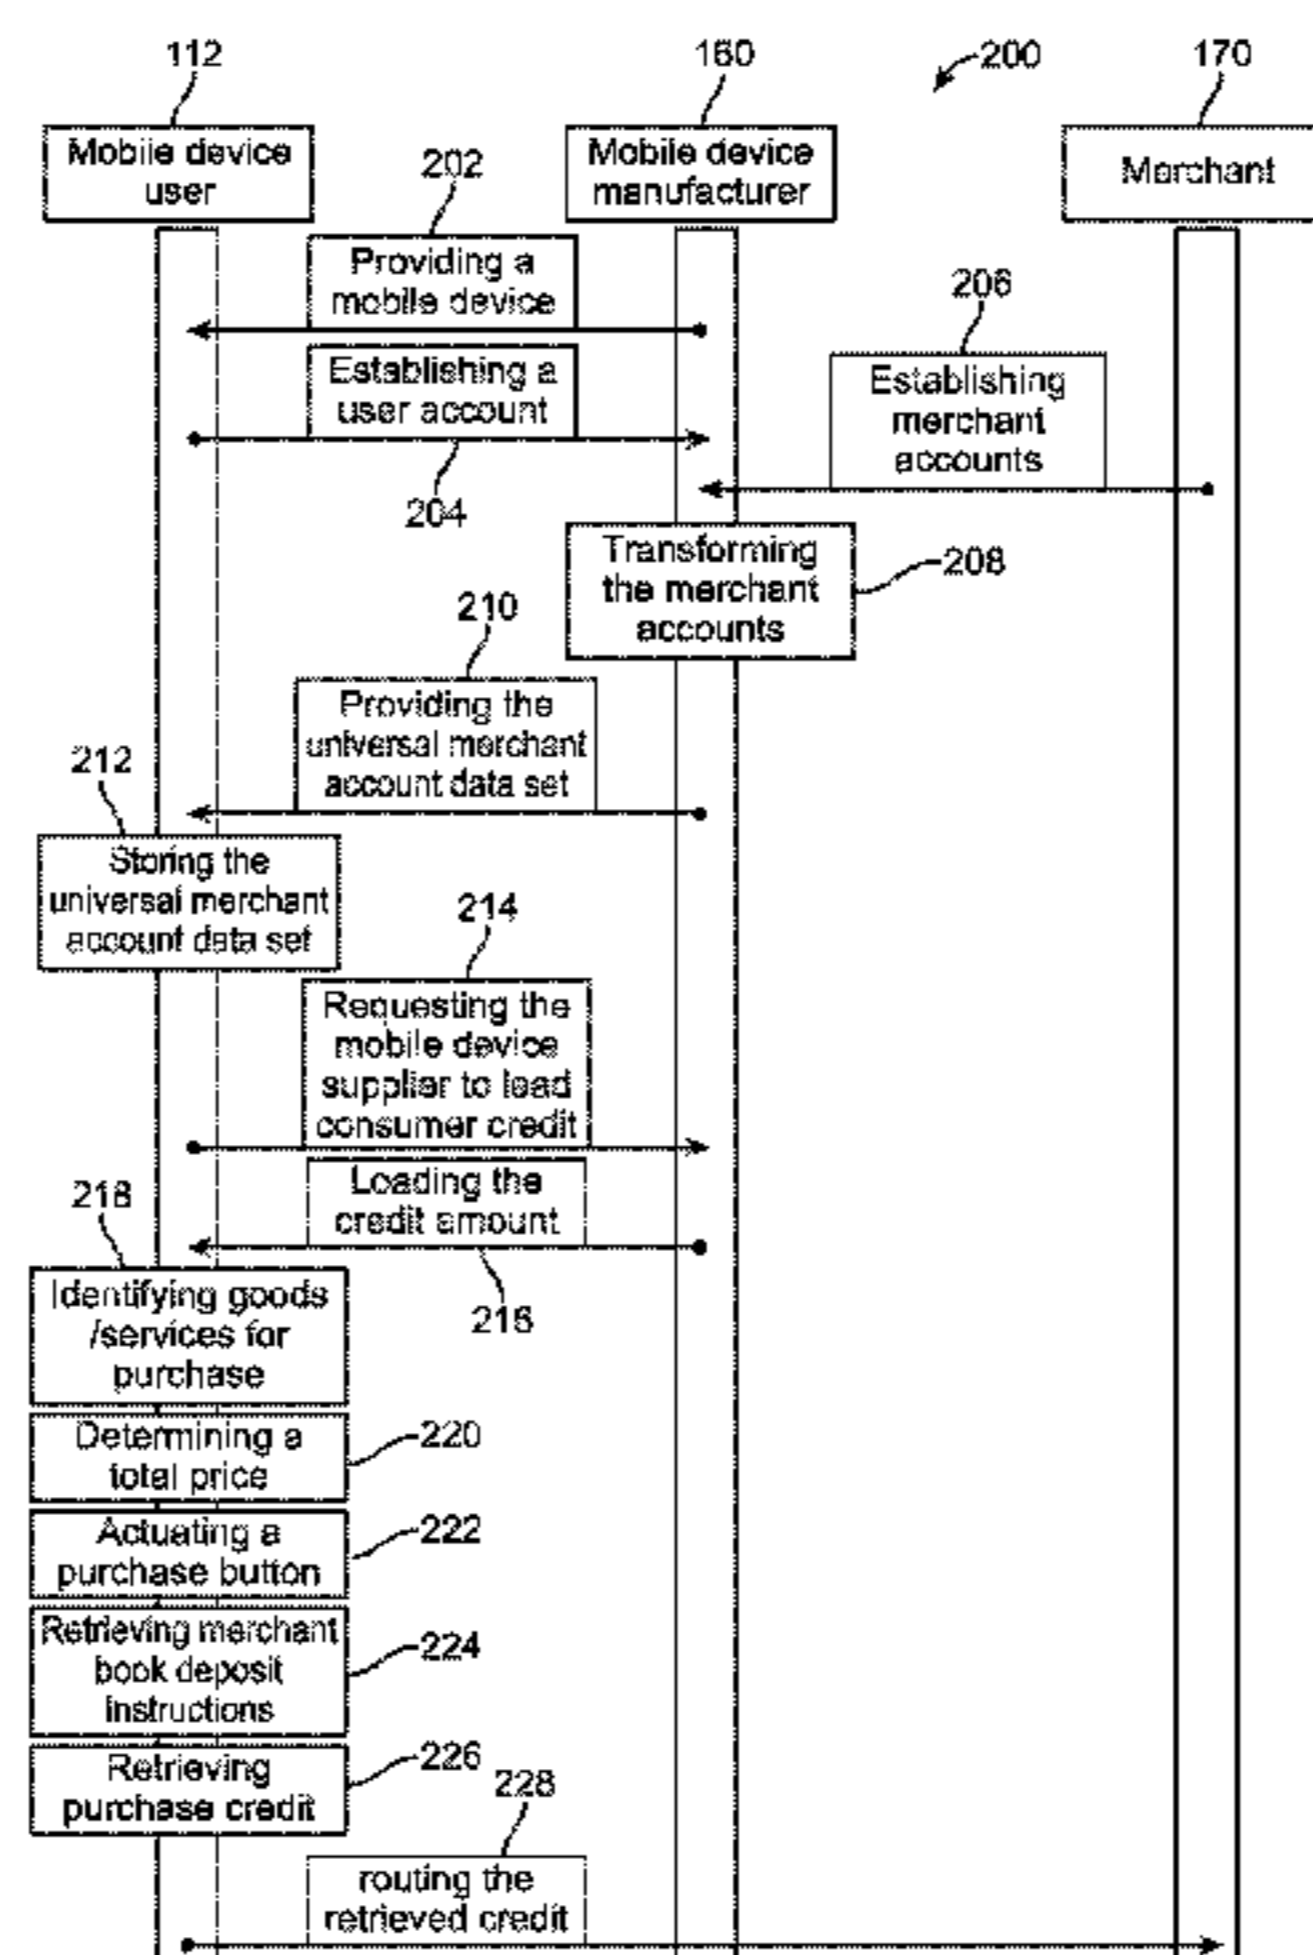 112
160
200
170
Mobile device
user
Mobile device
manufacturer
Merchant
202
Providing a
mobile device
206
Establishing a
user account
Establishing
merchant
accounts
204
Transforming
the merchant
accounts
208
210
Providing the
universal merchant
account data set
212
Storing the
universal merchant
account data set
214
Requesting the
mobile device
supplier to lead
consumer credit
218
Loading the
credit amount
216
Identifying goods
/services for
purchase
Determining a
total price
220
Actuating a
purchase button
222
Retrieving merchant
book deposit
instructions
224
Retrieving
purchase credit
226
228
routing the
retrieved credit